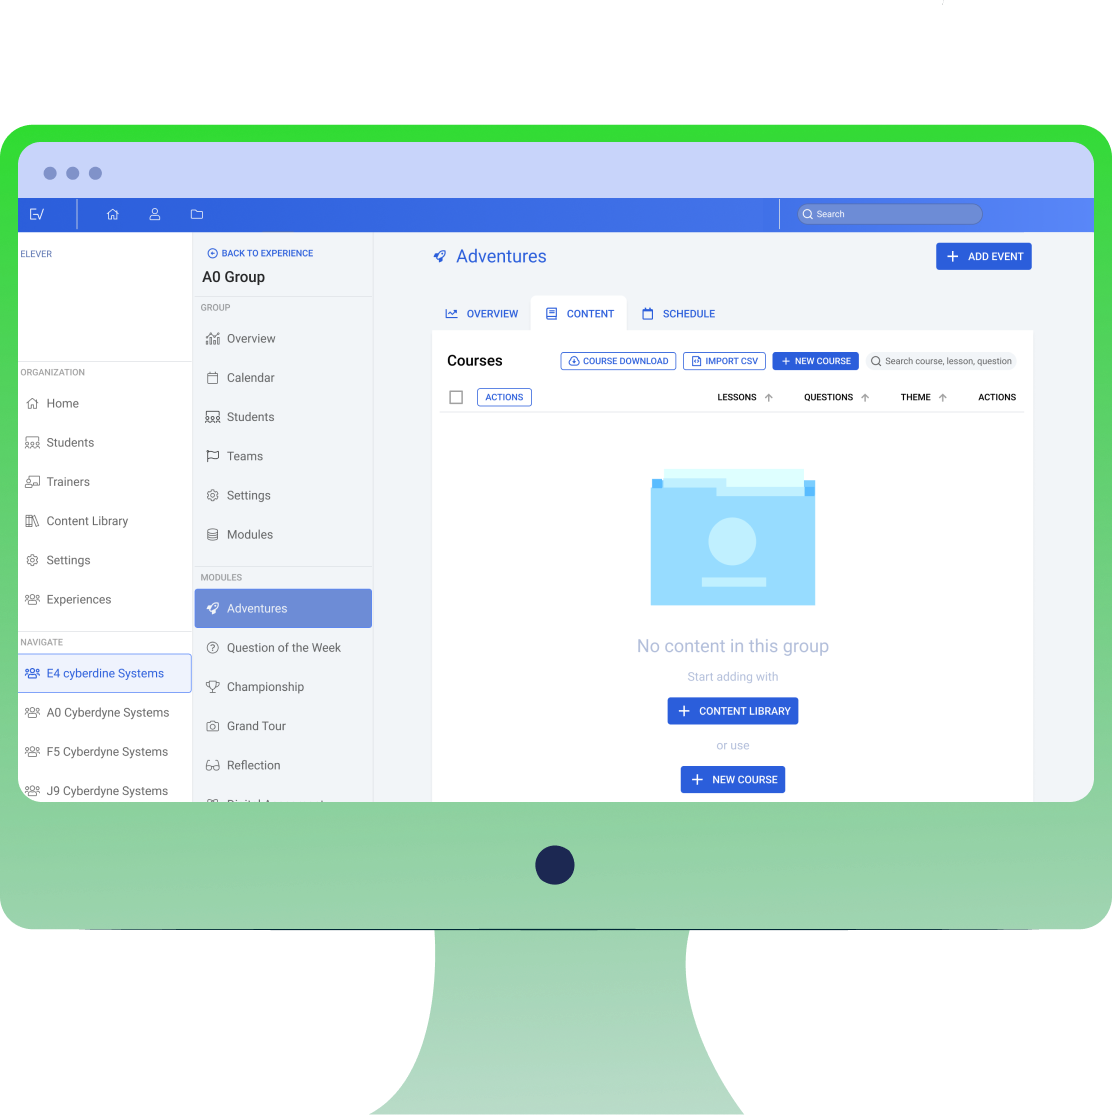 EV
Search
ELEVER
ORGANIZATION
Home
Students
Trainers
Content Library
Settings
Experiences
NAVIGATE
E4 cyberdine Systems
A0 Cyberdyne Systems
F5 Cyberdyne Systems
J9 Cyberdyne Systems
BACK TO EXPERIENCE
A0 Group
GROUP
Overview
Calendar
Students
Teams
Settings
Modules
MODULES
Adventures
Question of the Week
Championship
Grand Tour
Reflection
Adventures
+ ADD EVENT
OVERVIEW CONTENT SCHEDULE
Courses COURSE DOWNLOAD IMPORT CSV + NEW COURSE Search course, lesson, question
ACTIONS LESSONS QUESTIONS THEME ACTIONS
No content in this group
Start adding with
+ CONTENT LIBRARY
or use
+ NEW COURSE